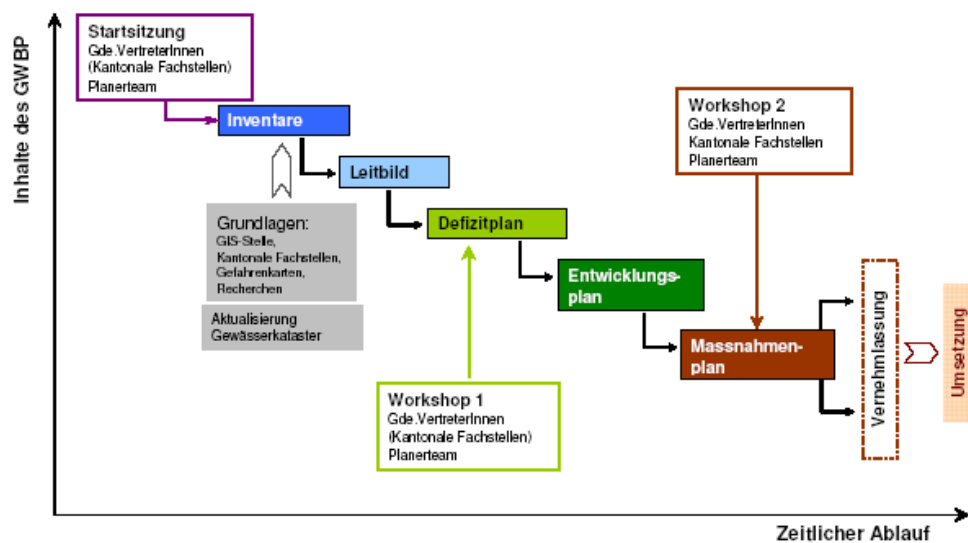 Inhalte des GWBP
Startsitzung
Gde.VertreterInnen
(Kantonale Fachstellen)
Planerteam
Inventare
Leitbild
Grundlagen:
GIS-Stelle,
Kantonale Fachstellen,
Gefahrenkarten,
Recherchen
Aktualisierung
Gewässerkataster
Defizitplan
Workshop 1
Gde.VertreterInnen
(Kantonale Fachstellen)
Planerteam
Entwicklungs-
plan
Workshop 2
Gde.VertreterInnen
Kantonale Fachstellen
Planerteam
Massnahmen-
plan
Vernehmlassung
Umsetzung
Zeitlicher Ablauf